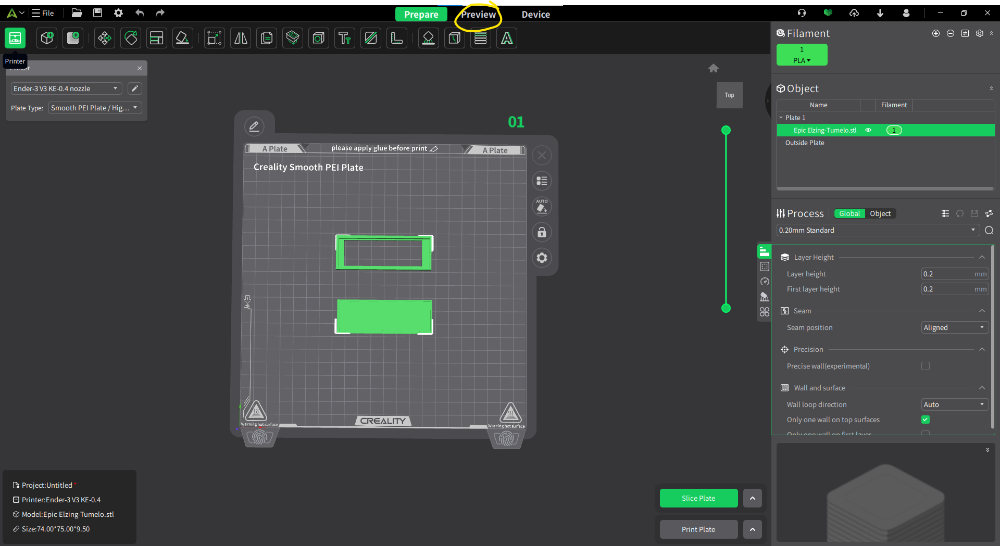 File
Prepare
Preview
Device
Printer
Ender-3 V3 KE-0.4 nozzle
Plate Type:
Smooth PEI Plate / Hig...
01
A Plate
please apply glue before print
A Plate
Creality Smooth PEI Plate
AUTO
Warning hot surface
CREALITY
Warning hot surface
Top
Project:Untitled *
Printer:Ender-3 V3 KE-0.4
Model:Epic Elzing-Tumelo.stl
Size:74.00*75.00*9.50
Slice Plate
Print Plate
Filament
1
PLA
Object
Name
Filament
Plate 1
Epic Elzing-Tumelo.stl
1
Outside Plate
Process
Global
Object
0.20mm Standard
Layer Height
Layer height
0.2 mm
First layer height
0.2 mm
Seam
Seam position
Aligned
Precision
Precise wall(experimental)
Wall and surface
Wall loop direction
Auto
Only one wall on top surfaces
Only one wall on first layer